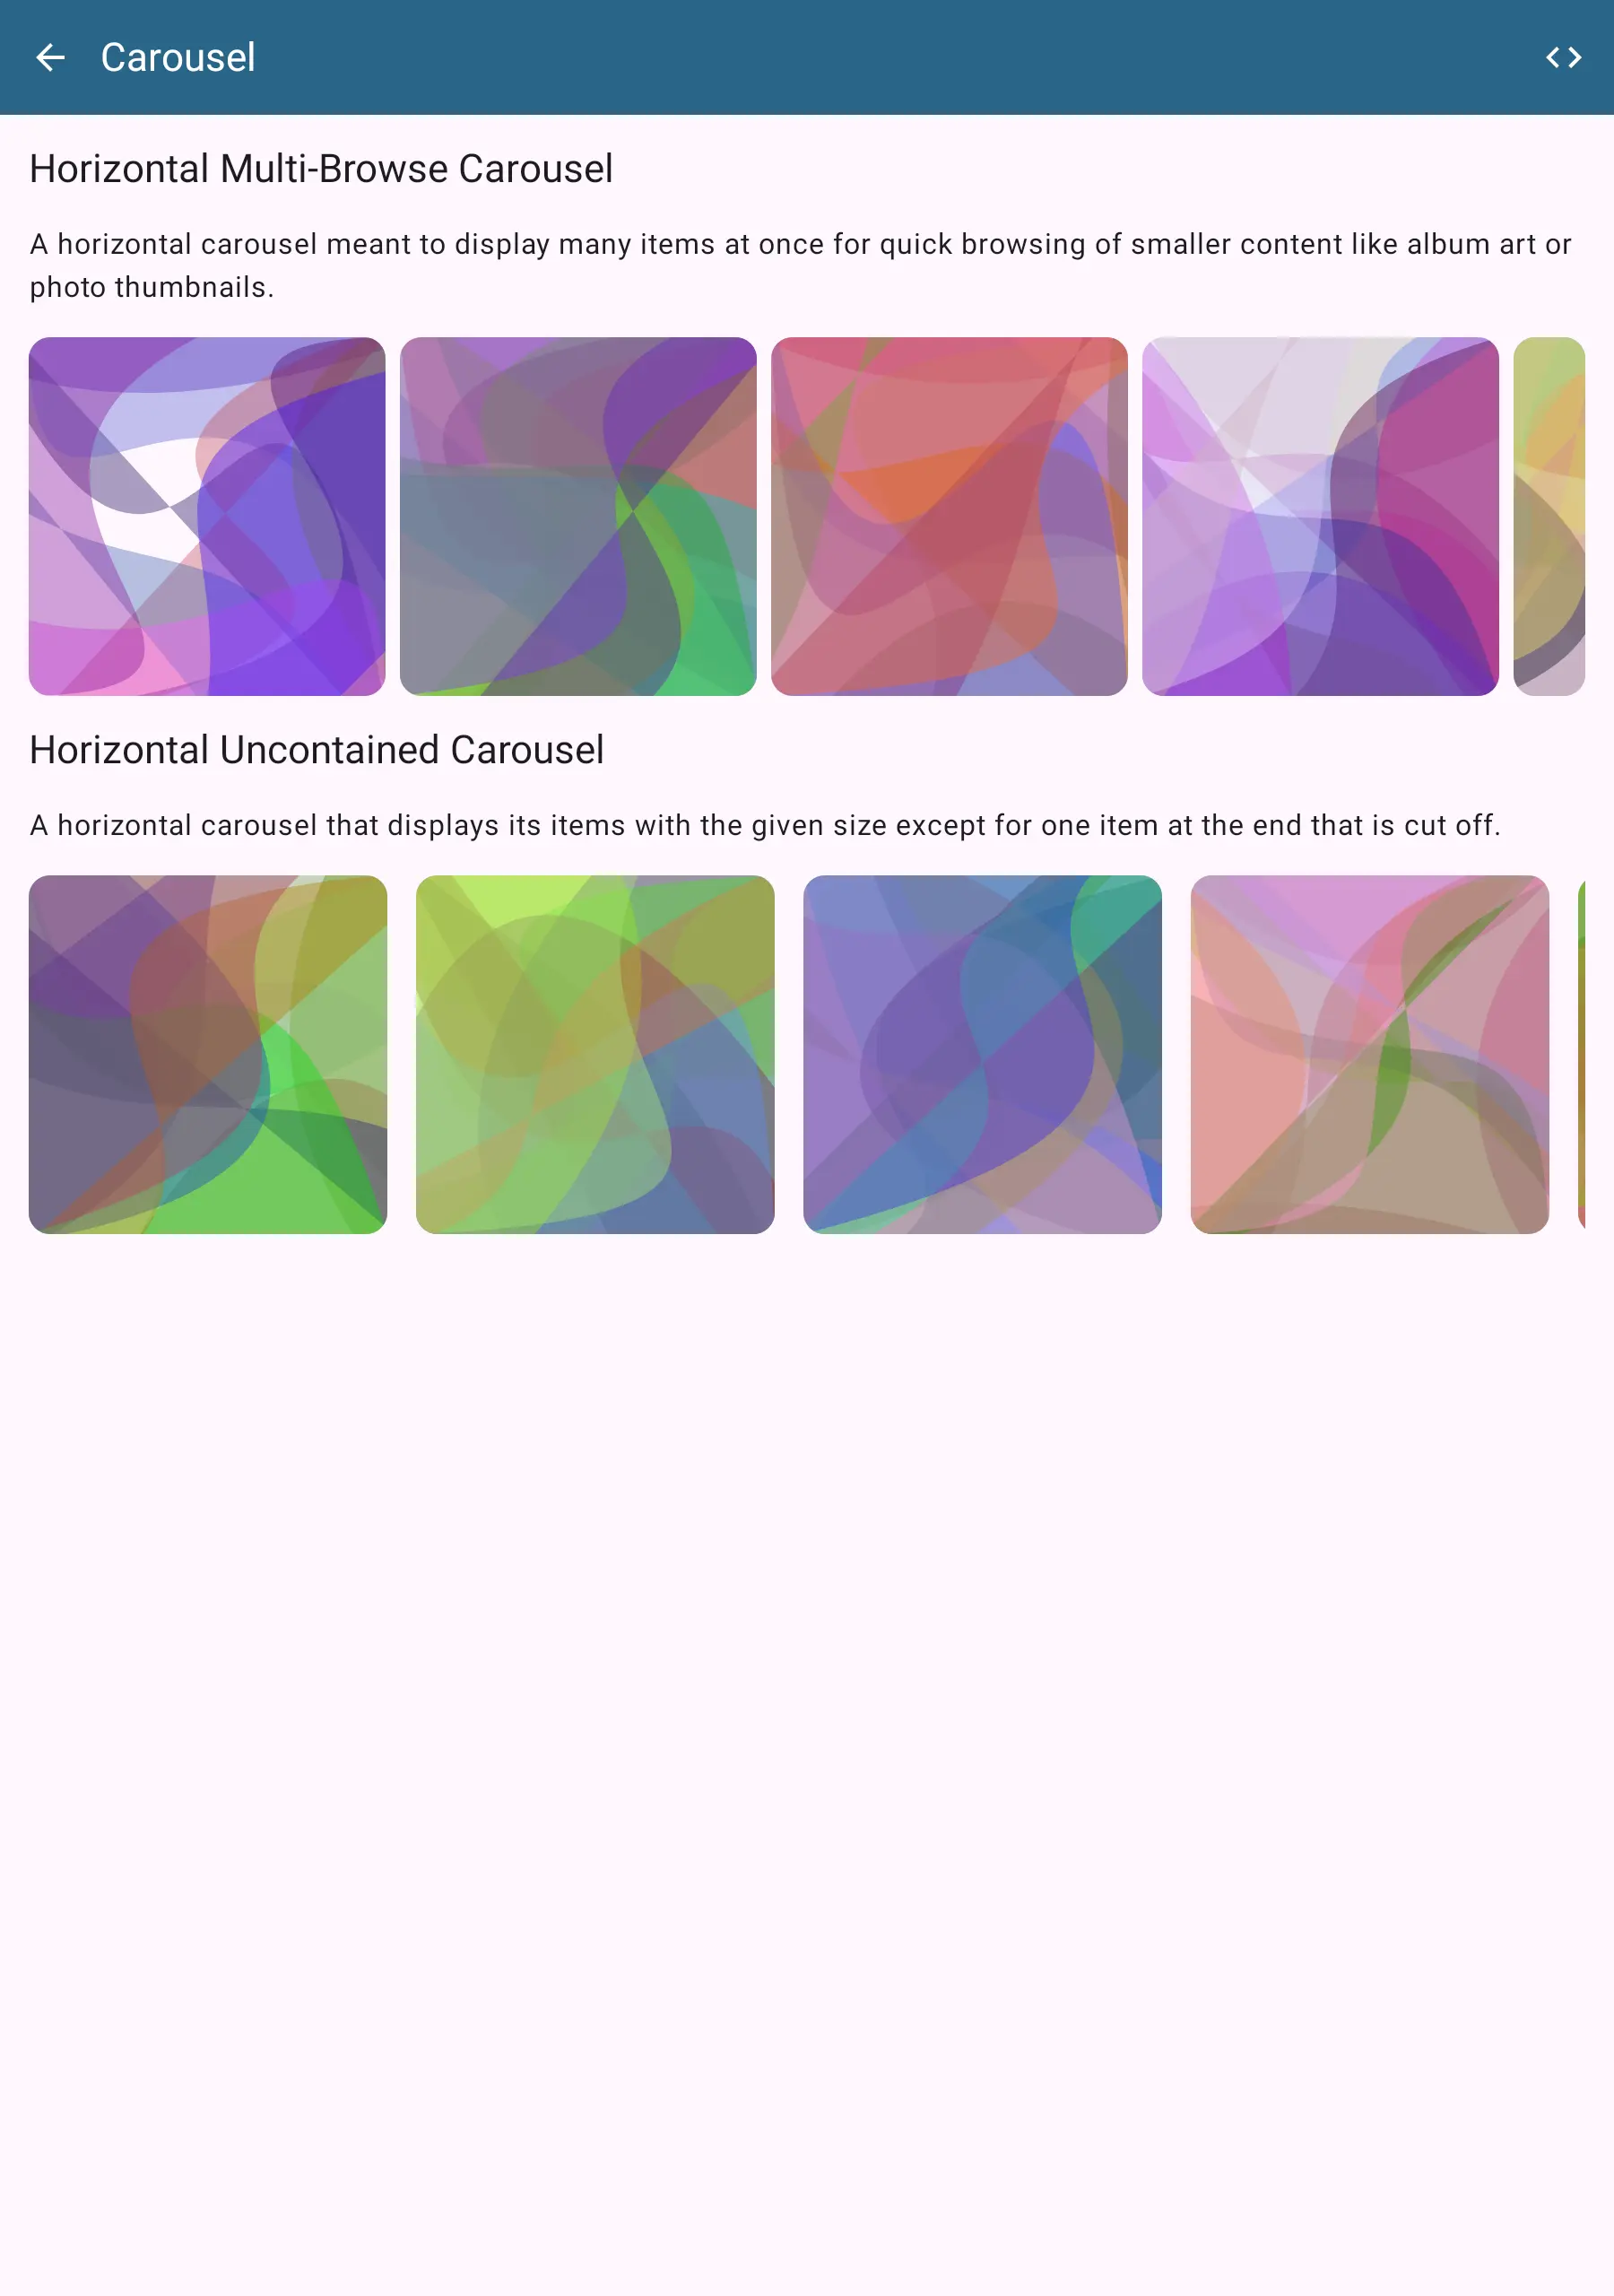 Carousel
Horizontal Multi-Browse Carousel
A horizontal carousel meant to display many items at once for quick browsing of smaller content like album art or
photo thumbnails.
Horizontal Uncontained Carousel
A horizontal carousel that displays its items with the given size except for one item at the end that is cut off.